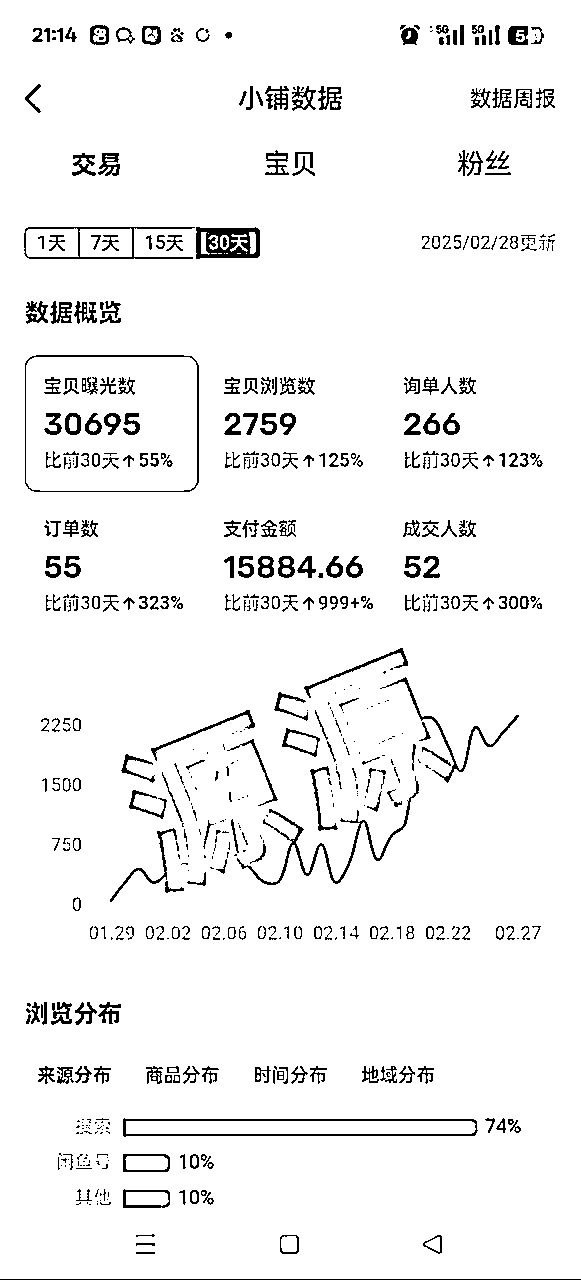 21:14
5G 5G 5
小铺数据 数据周报
交易 宝贝 粉丝
1天 7天 15天 30天 2025/02/28更新
数据概览
宝贝曝光数 宝贝浏览数 询单人数
30695 2759 266
比前30天↑55% 比前30天↑125% 比前30天↑123%
订单数 支付金额 成交人数
55 15884.66 52
比前30天↑323% 比前30天↑999+% 比前30天↑300%
2250
1500
750
0
01.29 02.02 02.06 02.10 02.14 02.18 02.22 02.27
浏览分布
来源分布 商品分布 时间分布 地域分布
搜索 74%
闲鱼号 10%
其他 10%